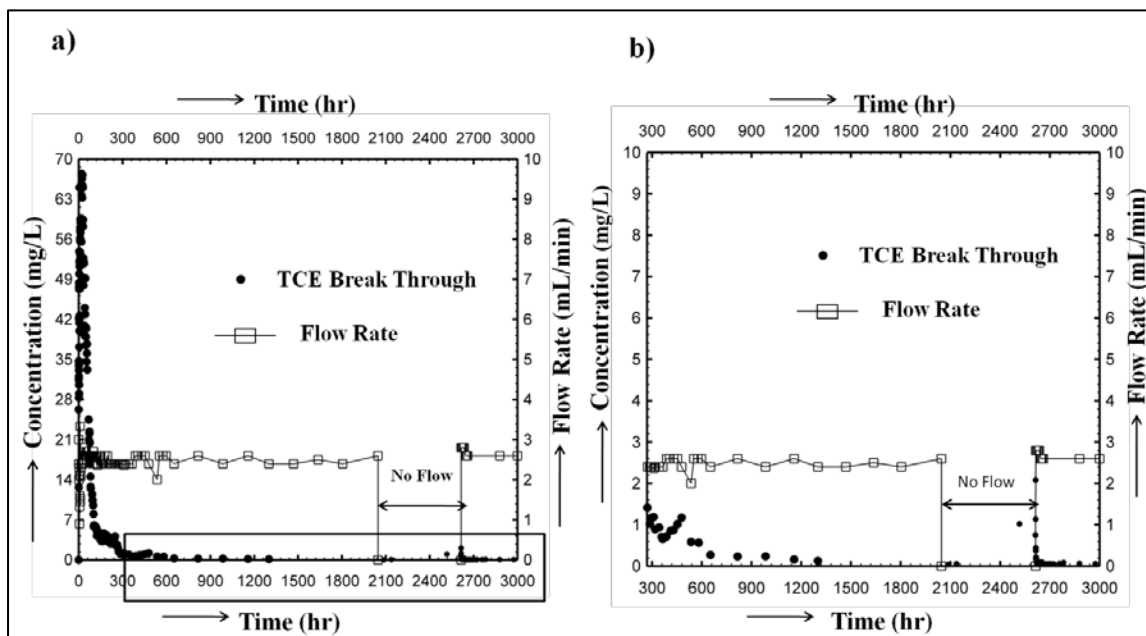 a)
Time (hr)
0 300 600 900 1200 1500 1800 2100 2400 2700 3000
70
63
56
49
42
35
28
21
14
7
0
Concentration (mg/L)
10
9
8
7
6
5
4
3
2
1
0
Flow Rate (mL/min)
TCE Break Through
Flow Rate
No Flow
0 300 600 900 1200 1500 1800 2100 2400 2700 3000
Time (hr)
b)
Time (hr)
300 600 900 1200 1500 1800 2100 2400 2700 3000
10
9
8
7
6
5
4
3
2
1
0
Concentration (mg/L)
10
9
8
7
6
5
4
3
2
1
0
Flow Rate (mL/min)
TCE Break Through
Flow Rate
No Flow
300 600 900 1200 1500 1800 2100 2400 2700 3000
Time (hr)